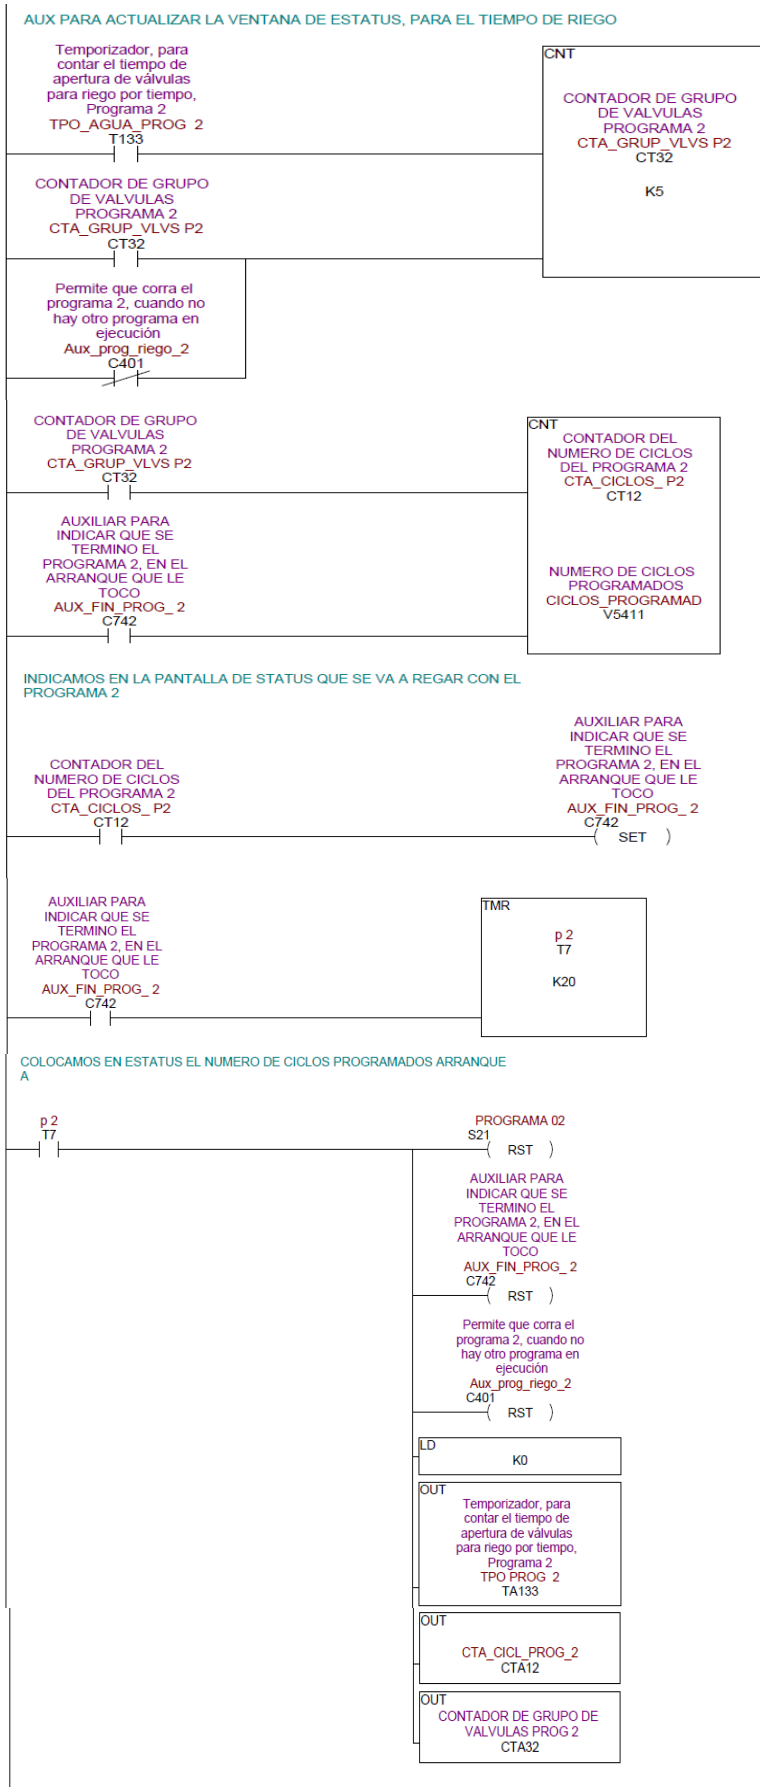 AUX PARA ACTUALIZAR LA VENTANA DE ESTATUS, PARA EL TIEMPO DE RIEGO
Temporizador, para
contar el tiempo de
apertura de válvulas
para riego por tiempo,
Programa 2
TPO_AGUA_PROG 2
T133
CNT
CONTADOR DE GRUPO
DE VALVULAS
PROGRAMA 2
CTA_GRUP_VLVS P2
CT32
K5
CONTADOR DE GRUPO
DE VALVULAS
PROGRAMA 2
CTA_GRUP_VLVS P2
CT32
Permite que corra el
programa 2, cuando no
hay otro programa en
ejecución
Aux_prog_riego_2
C401
CONTADOR DE GRUPO
DE VALVULAS
PROGRAMA 2
CTA_GRUP_VLVS P2
CT32
CNT
CONTADOR DEL
NUMERO DE CICLOS
DEL PROGRAMA 2
CTA_CICLOS_ P2
CT12
AUXILIAR PARA
INDICAR QUE SE
TERMINO EL
PROGRAMA 2, EN EL
ARRANQUE QUE LE
TOCO
AUX_FIN_PROG_ 2
C742
NUMERO DE CICLOS
PROGRAMADOS
CICLOS_PROGRAMAD
V5411
INDICAMOS EN LA PANTALLA DE STATUS QUE SE VA A REGAR CON EL
PROGRAMA 2
CONTADOR DEL
NUMERO DE CICLOS
DEL PROGRAMA 2
CTA_CICLOS_ P2
CT12
AUXILIAR PARA
INDICAR QUE SE
TERMINO EL
PROGRAMA 2, EN EL
ARRANQUE QUE LE
TOCO
AUX_FIN_PROG_ 2
C742
SET
AUXILIAR PARA
INDICAR QUE SE
TERMINO EL
PROGRAMA 2, EN EL
ARRANQUE QUE LE
TOCO
AUX_FIN_PROG_ 2
C742
TMR
p 2
T7
K20
COLOCAMOS EN ESTATUS EL NUMERO DE CICLOS PROGRAMADOS ARRANQUE
A
p 2
T7
PROGRAMA 02
S21
RST
AUXILIAR PARA
INDICAR QUE SE
TERMINO EL
PROGRAMA 2, EN EL
ARRANQUE QUE LE
TOCO
AUX_FIN_PROG_ 2
C742
RST
Permite que corra el
programa 2, cuando no
hay otro programa en
ejecución
Aux_prog_riego_2
C401
RST
LD
K0
OUT
Temporizador, para
contar el tiempo de
apertura de válvulas
para riego por tiempo,
Programa 2
TPO PROG 2
TA133
OUT
CTA_CICL_PROG_2
CTA12
OUT
CONTADOR DE GRUPO DE
VALVULAS PROG 2
CTA32